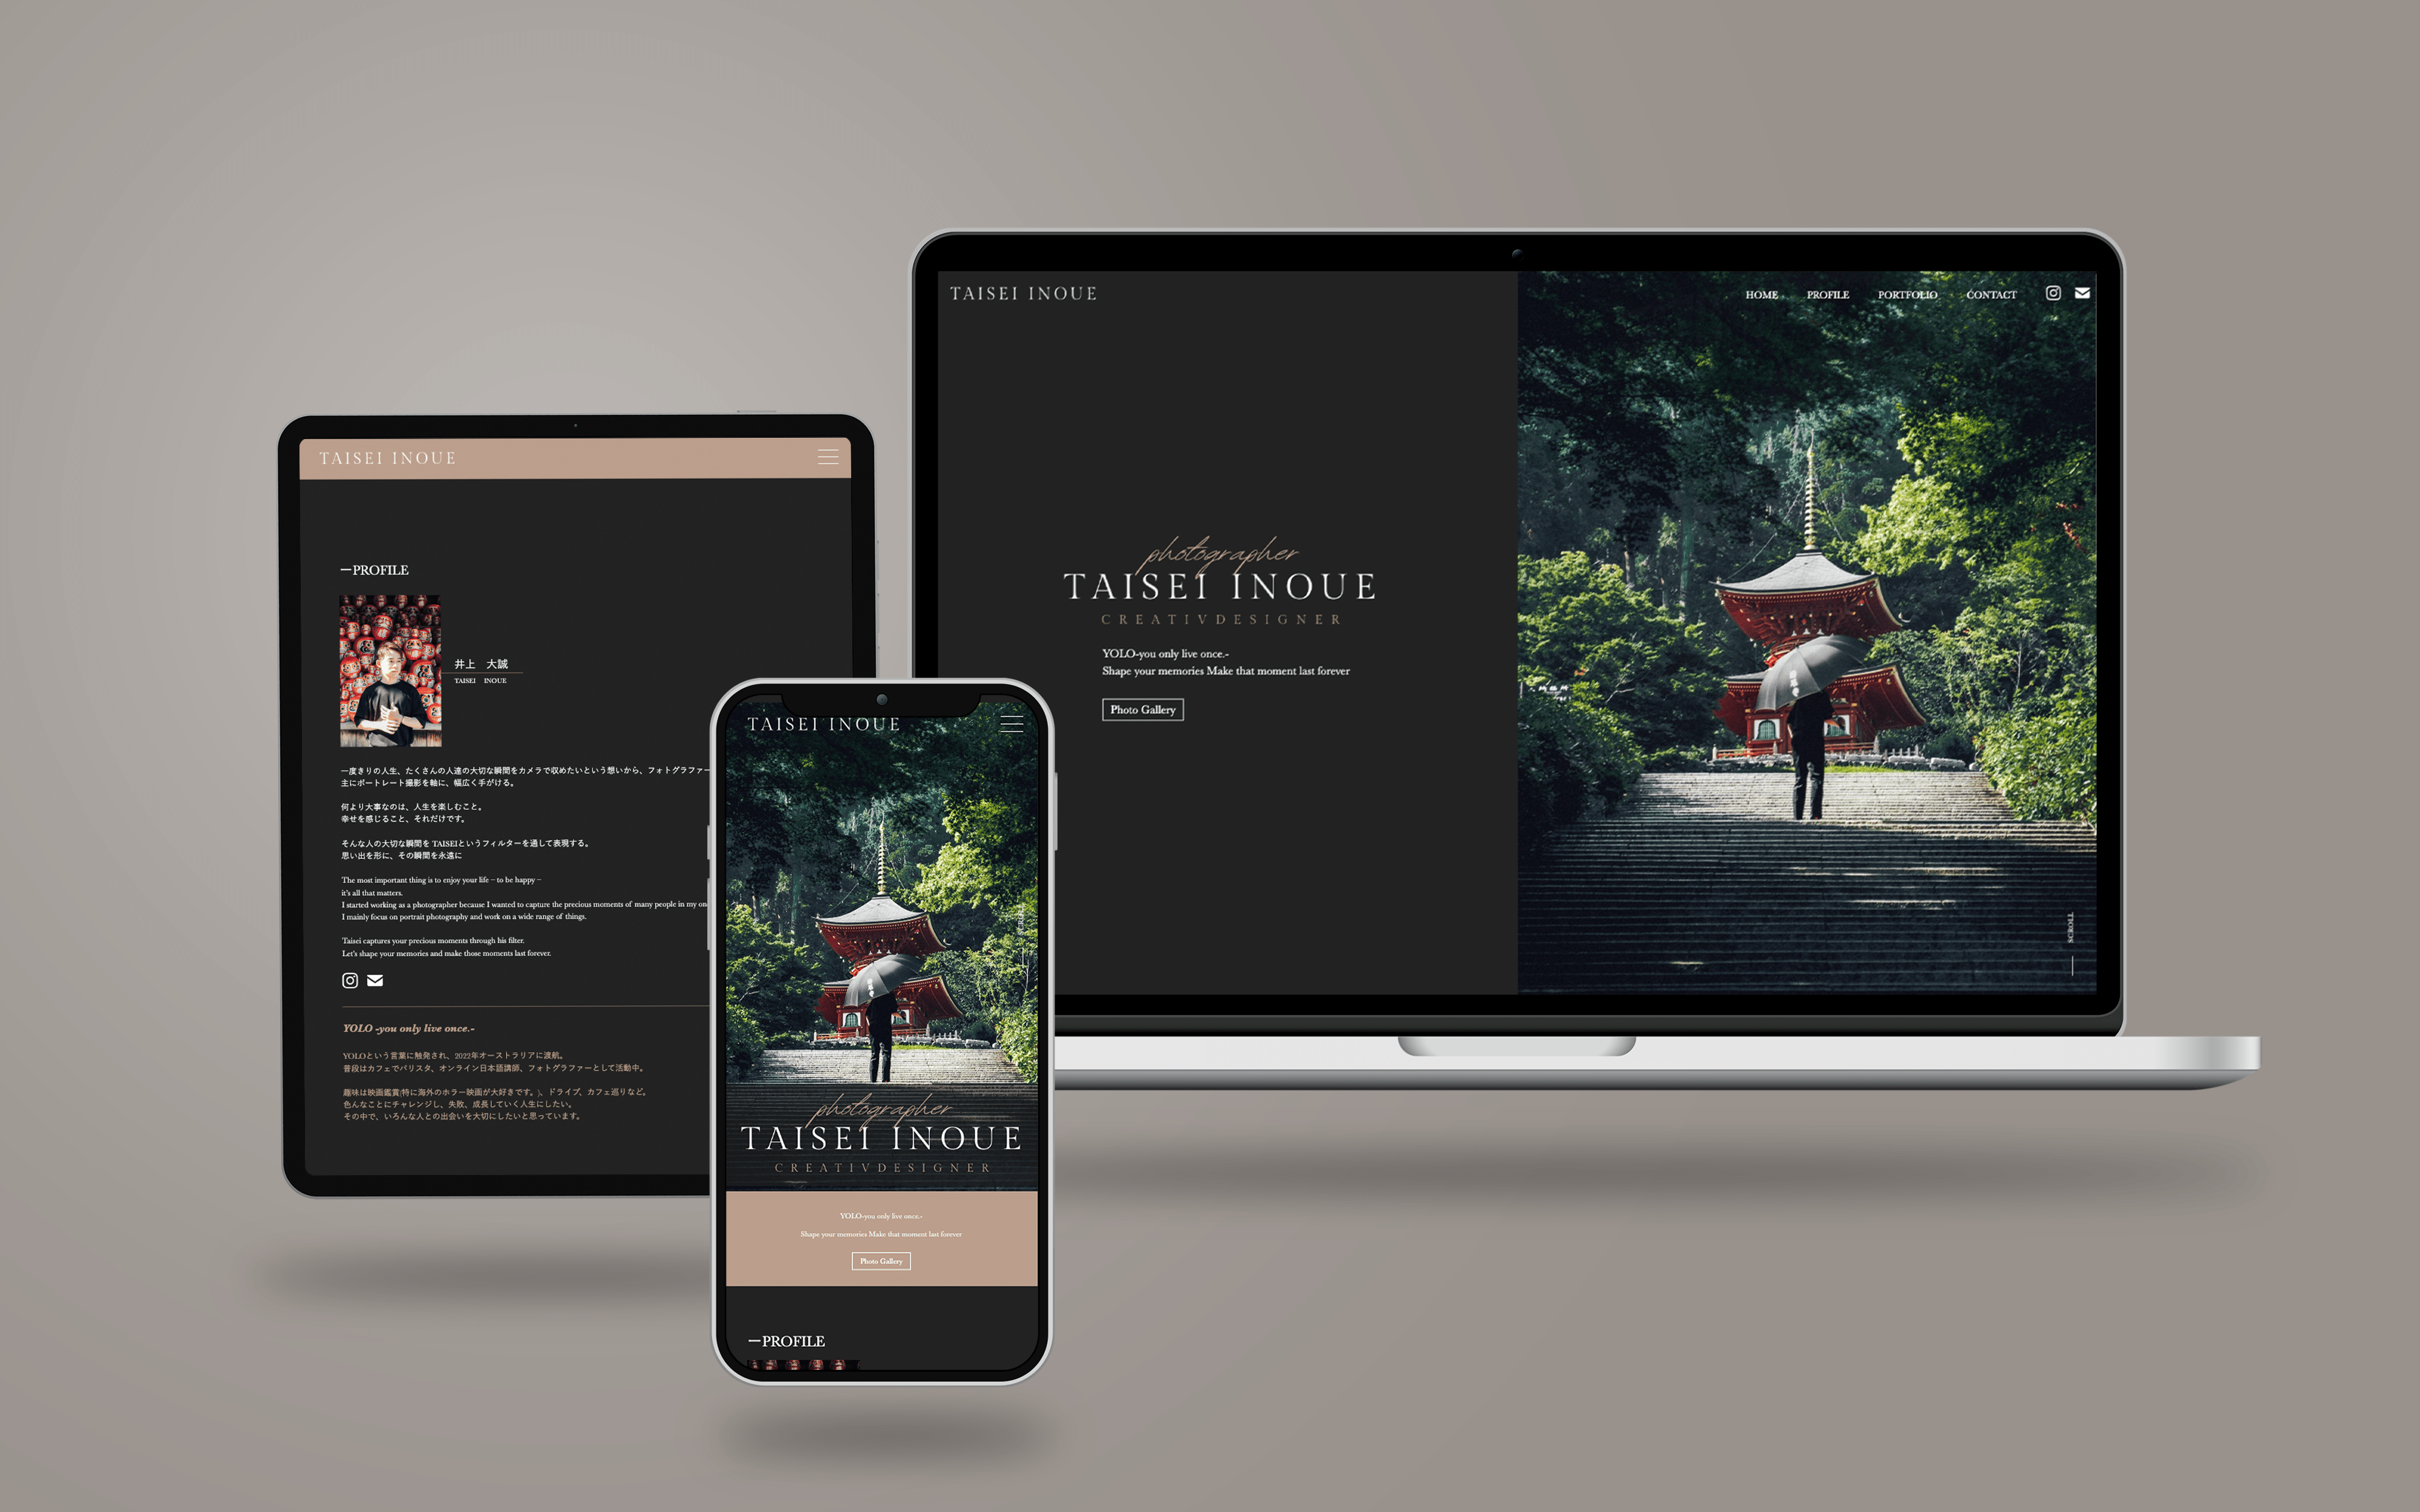 TAISEI INOUE
HOME PROFILE PORTFOLIO CONTACT
photographer
TAISEI INOUE
CREATIVDESIGNER
YOLO-you only live once.-
Shape your memories Make that moment last forever
Photo Gallery
SCROLL
TAISEI INOUE
—PROFILE
井上 大誠
TAISEI INOUE
一度きりの人生、たくさんの人達の大切な瞬間をカメラで収めたいという想いから、フォトグラファー
主にポートレート撮影を軸に、幅広く手がける。
何より大事なのは、人生を楽しむこと。
幸せを感じること、それだけです。
そんな人の大切な瞬間を TAISEIというフィルターを通して表現する。
思い出を形に、その瞬間を永遠に
The most important thing is to enjoy your life – to be happy –
it's all that matters.
I started working as a photographer because I wanted to capture the precious moments of many people in my on
I mainly focus on portrait photography and work on a wide range of things.
Taisei captures your precious moments through his filter.
Let's shape your memories and make those moments last forever.
YOLO -you only live once.-
YOLOという言葉に触発され、2022年オーストラリアに渡航。
普段はカフェでバリスタ、オンライン日本語講師、フォトグラファーとして活動中。
趣味は映画鑑賞(特に海外のホラー映画が大好きです。)、ドライブ、カフェ巡りなど。
色んなことにチャレンジし、失敗、成長していく人生にしたい。
その中で、いろんな人との出会いを大切にしたいと思っています。
TAISEI INOUE
photographer
TAISEI INOUE
CREATIVDESIGNER
YOLO-you only live once.-
Shape your memories Make that moment last forever
Photo Gallery
—PROFILE